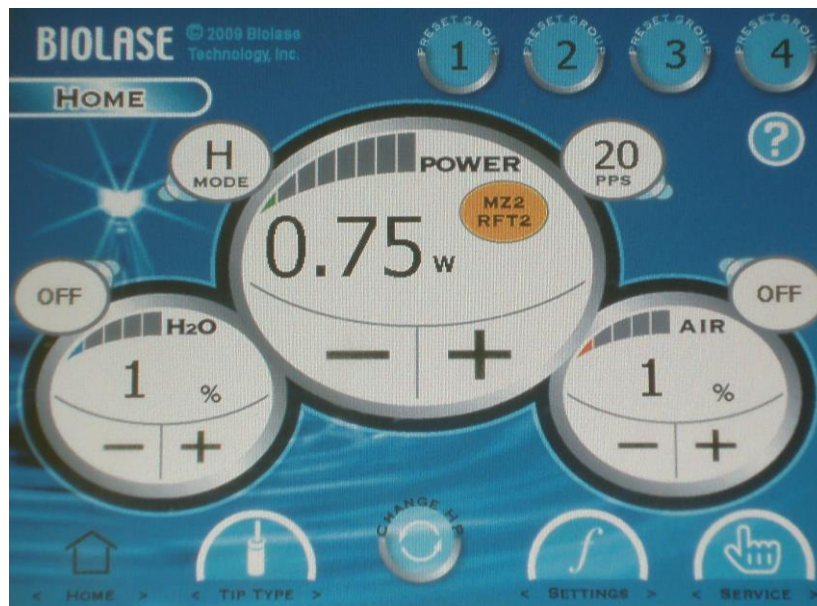 BIOLASE
© 2009 Biolase
Technology, Inc.
PRESET GROUP
1
PRESET GROUP
2
PRESET GROUP
3
PRESET GROUP
4
HOME
H
MODE
POWER
20
PPS
?
MZ2
RFT2
0.75 W
OFF
OFF
H2O
1 %
AIR
1 %
− +
− +
− +
CHANGE HP
< HOME >
< TIP TYPE >
< SETTINGS >
< SERVICE >